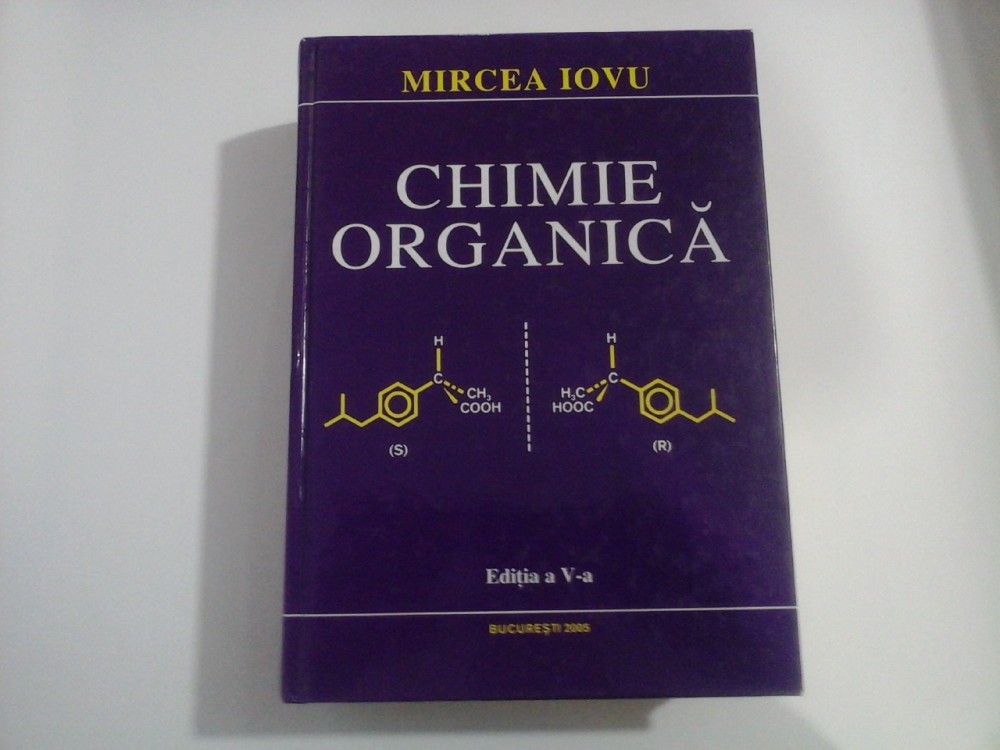 MIRCEA IOVU
CHIMIE
ORGANICĂ
H
C
CH₃
COOH
(S)
H
C
H₃C
HOOC
(R)
Ediția a V-a
BUCUREȘTI 2005